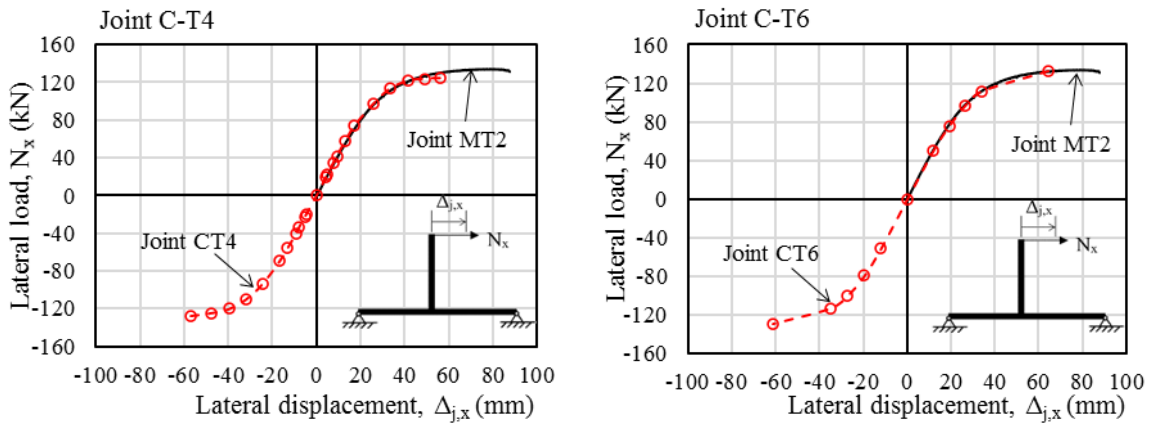 Joint C-T4
Lateral load, Nₓ (kN)
160
120
80
40
0
-40
-80
-120
-160
-100 -80 -60 -40 -20 0 20 40 60 80 100
Lateral displacement, Δⱼ,ₓ (mm)
Joint MT2
Joint CT4
Δⱼ,ₓ
Nₓ
Joint C-T6
Lateral load, Nₓ (kN)
160
120
80
40
0
-40
-80
-120
-160
-100 -80 -60 -40 -20 0 20 40 60 80 100
Lateral displacement, Δⱼ,ₓ (mm)
Joint MT2
Joint CT6
Δⱼ,ₓ
Nₓ